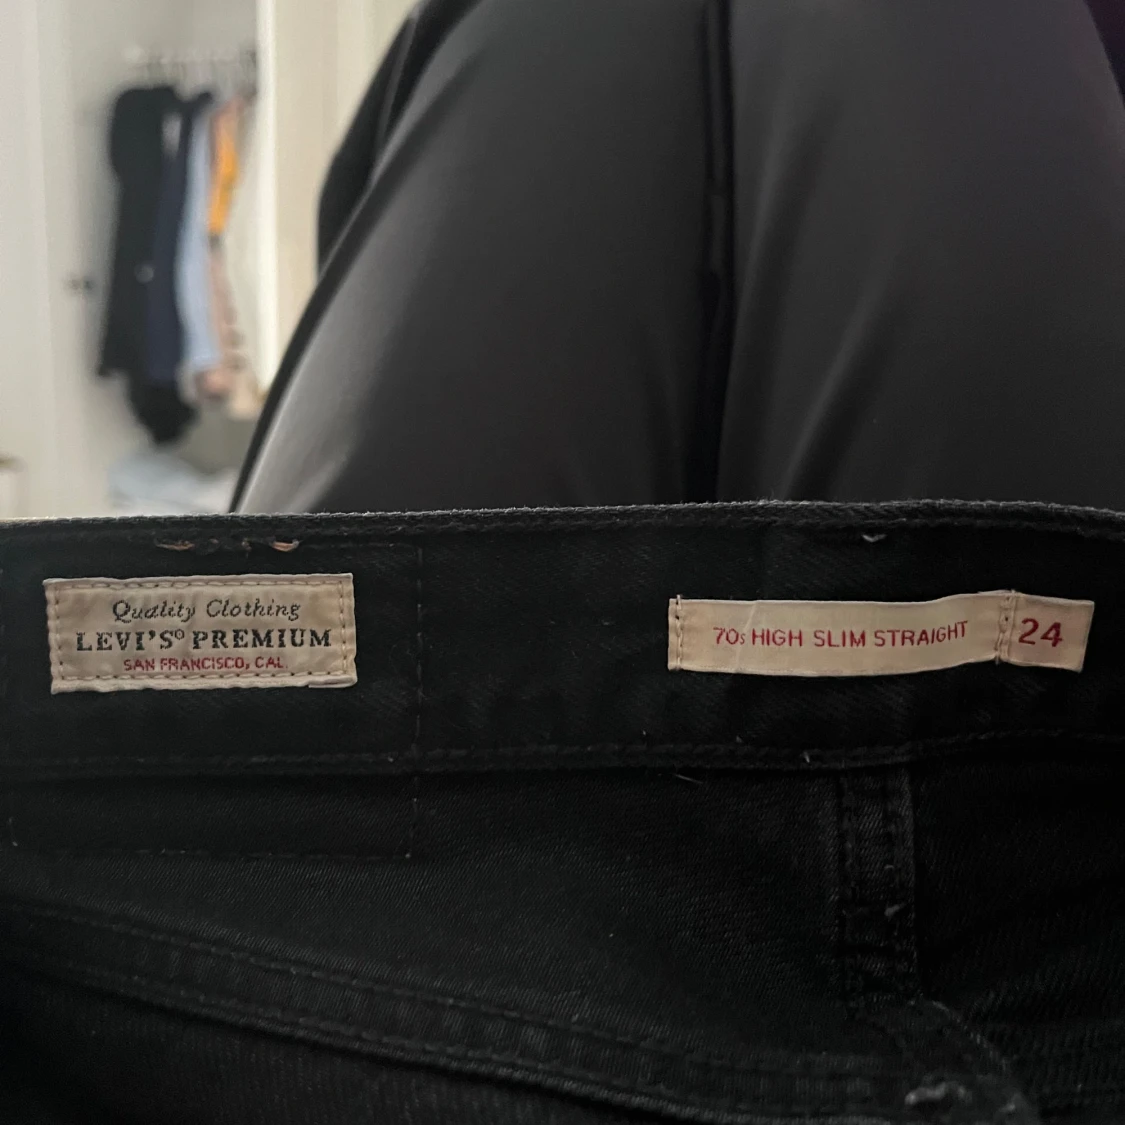 Quality Clothing
LEVI'S® PREMIUM
SAN FRANCISCO, CAL.
70s HIGH SLIM STRAIGHT 24